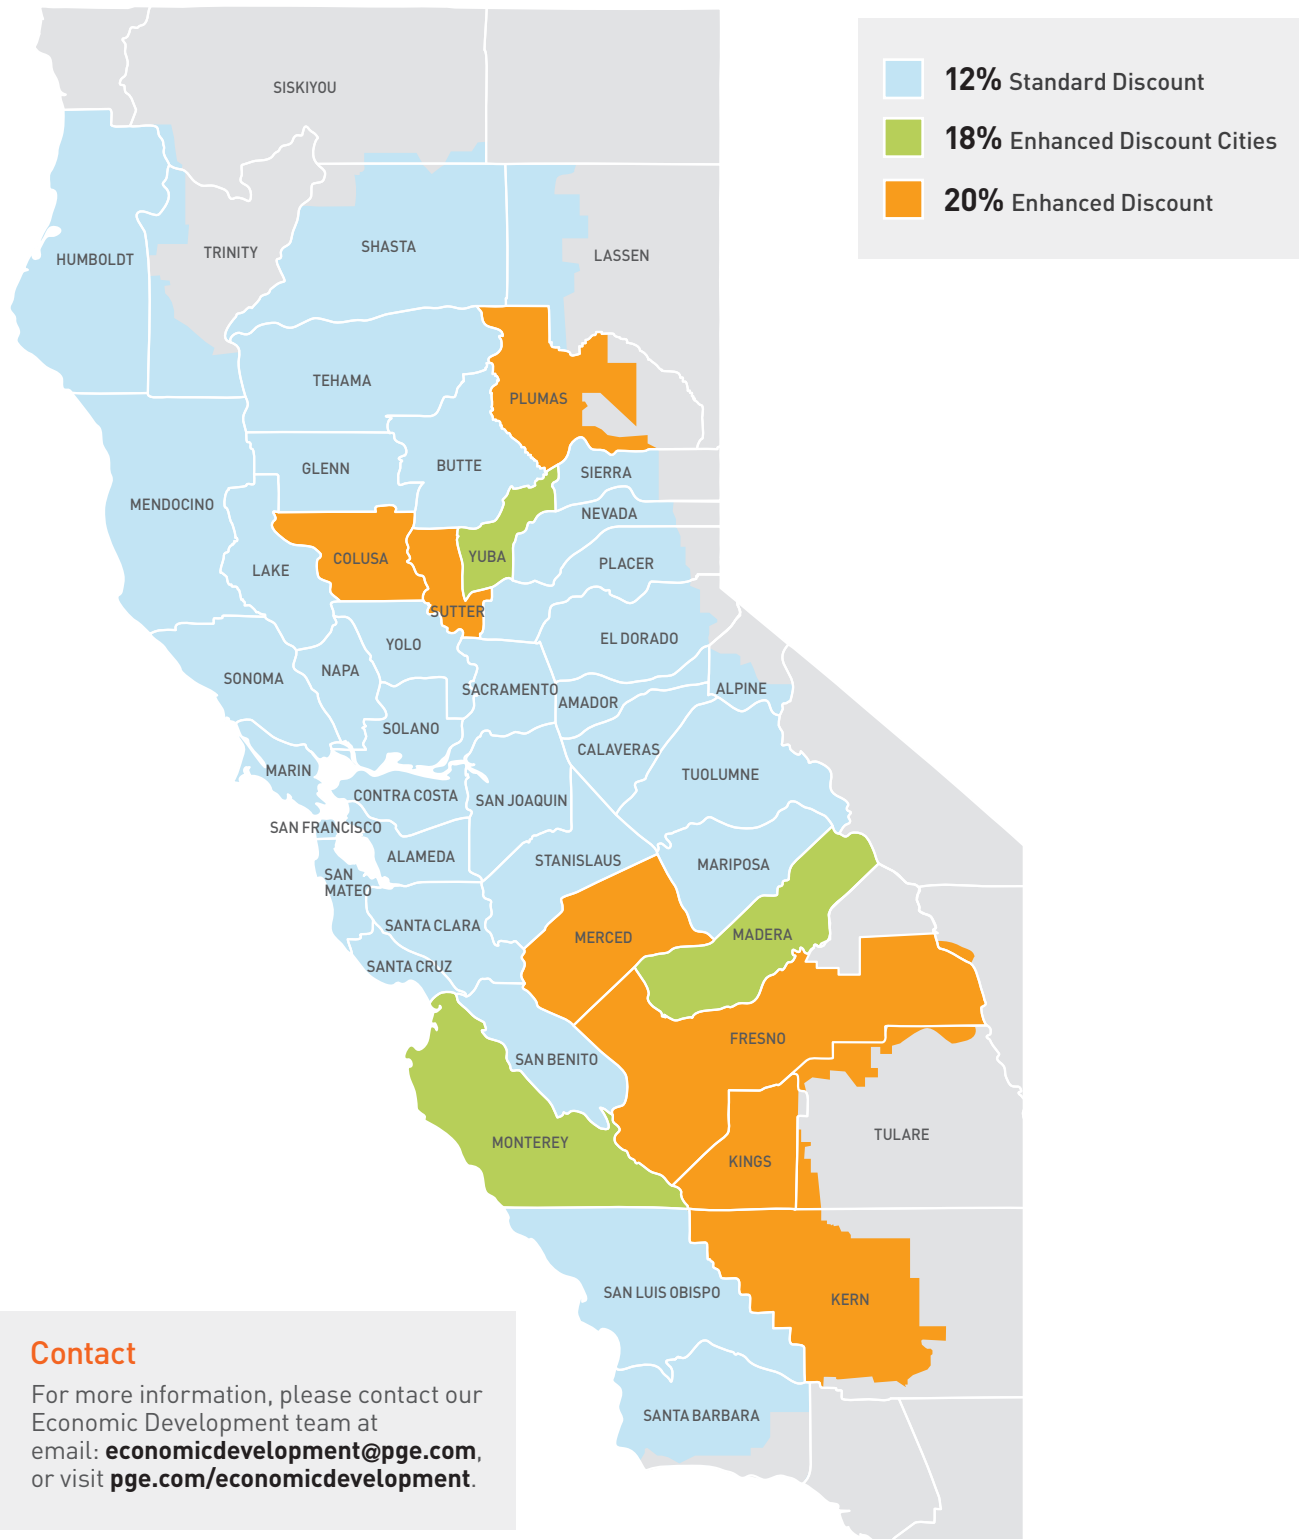 12% Standard Discount
18% Enhanced Discount Cities
20% Enhanced Discount
SISKIYOU
HUMBOLDT
TRINITY
SHASTA
LASSEN
TEHAMA
PLUMAS
GLENN
BUTTE
SIERRA
MENDOCINO
NEVADA
COLUSA
YUBA
PLACER
LAKE
SUTTER
EL DORADO
YOLO
NAPA
SONOMA
SACRAMENTO
ALPINE
AMADOR
SOLANO
CALAVERAS
MARIN
TUOLUMNE
CONTRA COSTA
SAN JOAQUIN
SAN FRANCISCO
ALAMEDA
STANISLAUS
MARIPOSA
SAN
MATEO
SANTA CLARA
MERCED
MADERA
SANTA CRUZ
FRESNO
SAN BENITO
TULARE
MONTEREY
KINGS
SAN LUIS OBISPO
KERN
SANTA BARBARA
Contact
For more information, please contact our
Economic Development team at
email: economicdevelopment@pge.com,
or visit pge.com/economicdevelopment.